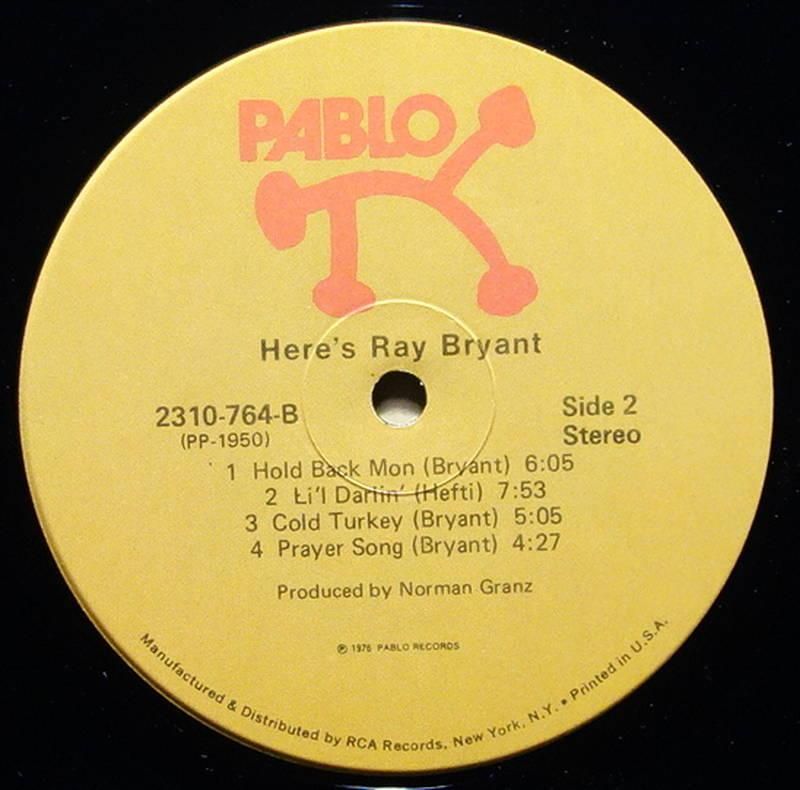 PABLO
Here's Ray Bryant
2310-764-B
(PP-1950)
Side 2
Stereo
1 Hold Back Mon (Bryant) 6:05
2 Li'l Darlin' (Hefti) 7:53
3 Cold Turkey (Bryant) 5:05
4 Prayer Song (Bryant) 4:27
Produced by Norman Granz
℗ 1976 PABLO RECORDS
Manufactured & Distributed by RCA Records, New York, N.Y. • Printed in U.S.A.